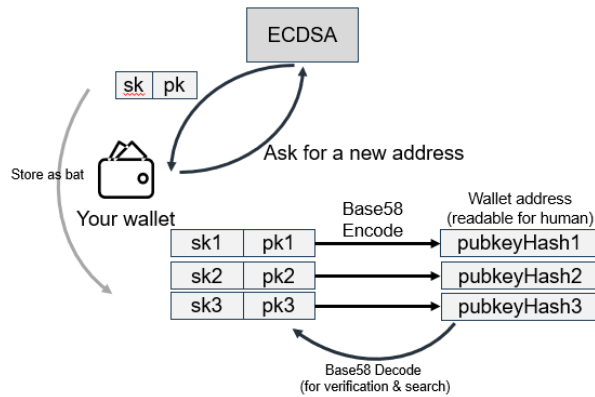 ECDSA
sk pk
Ask for a new address
Store as bat
Your wallet
Base58
Encode
Wallet address
(readable for human)
sk1 pk1 pubkeyHash1
sk2 pk2 pubkeyHash2
sk3 pk3 pubkeyHash3
Base58 Decode
(for verification & search)